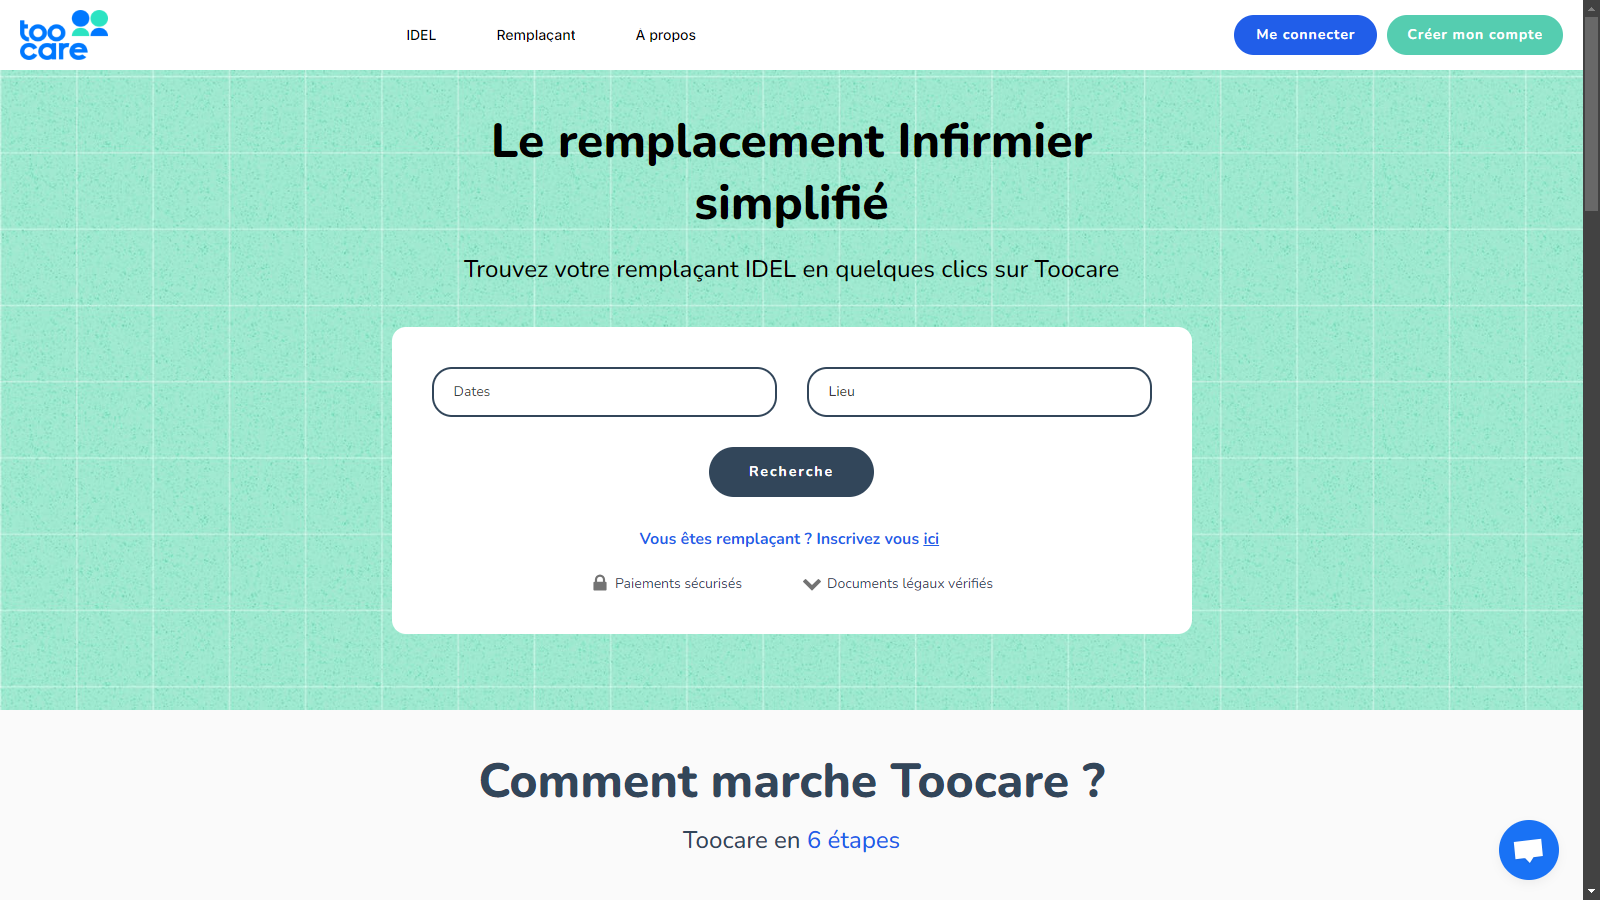 too
care
IDEL
Remplaçant
A propos
Me connecter
Créer mon compte
Le remplacement Infirmier
simplifié
Trouvez votre remplaçant IDEL en quelques clics sur Toocare
Dates
Lieu
Recherche
Vous êtes remplaçant ? Inscrivez vous ici
Paiements sécurisés
Documents légaux vérifiés
Comment marche Toocare ?
Toocare en 6 étapes